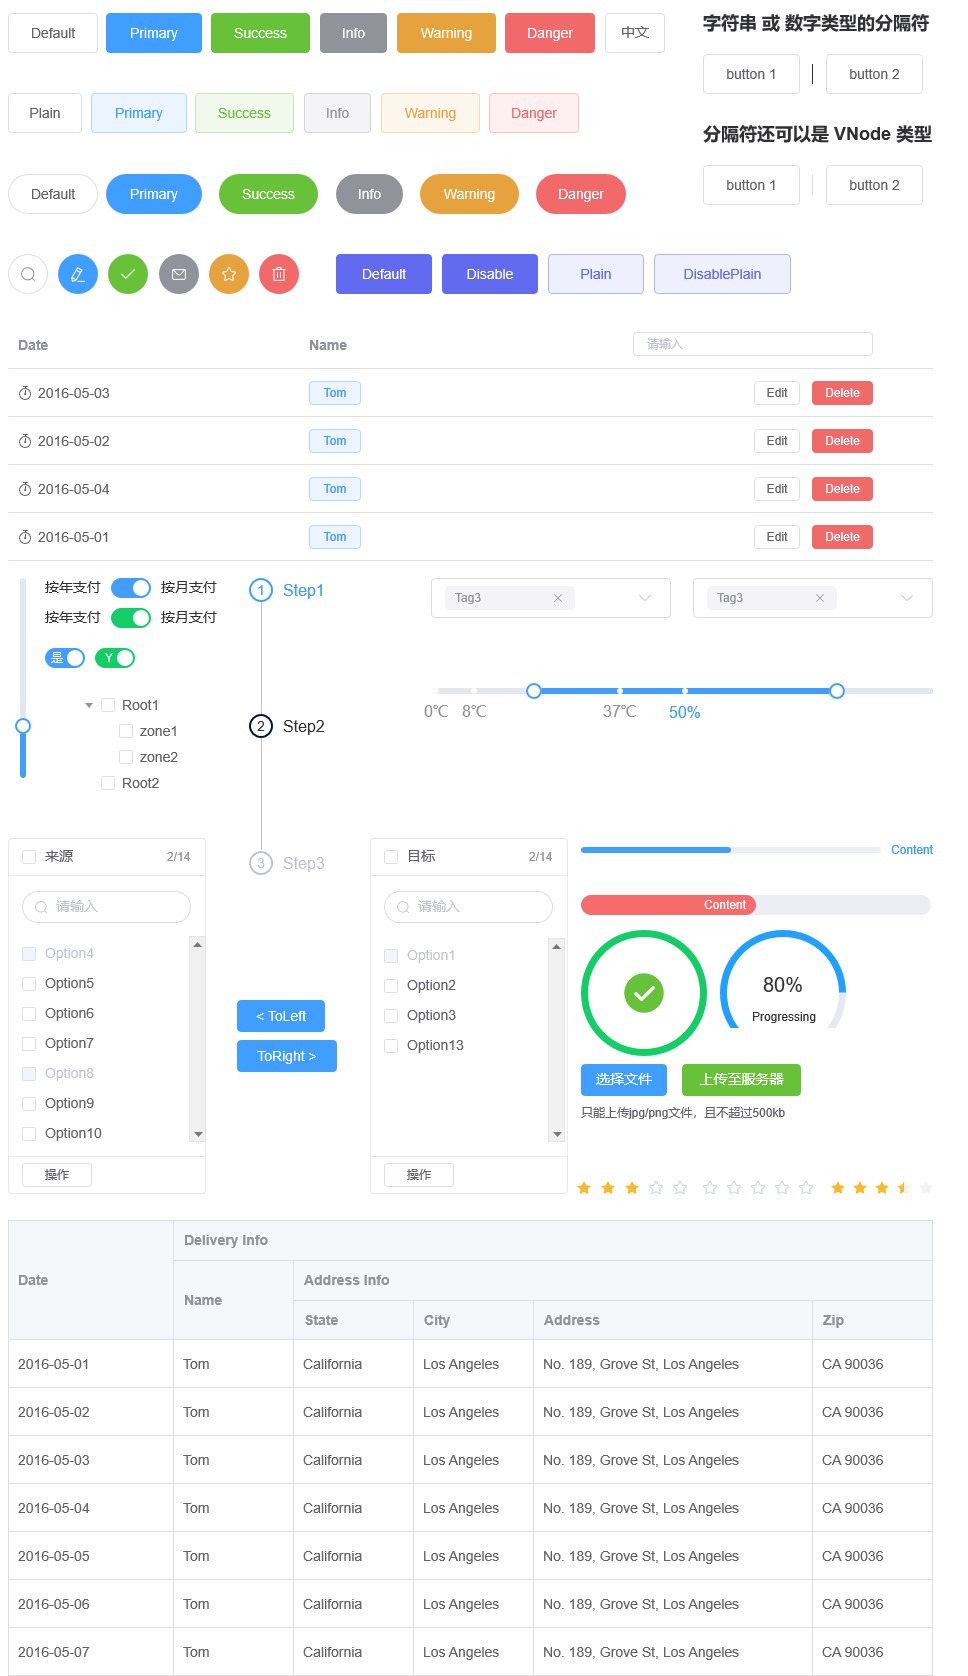 Default Primary Success Info Warning Danger 中文
字符串 或 数字类型的分隔符
button 1 | button 2
Plain Primary Success Info Warning Danger
分隔符还可以是 VNode 类型
button 1 button 2
Default Primary Success Info Warning Danger
Default Disable Plain DisablePlain
Date Name 请输入
2016-05-03 Tom Edit Delete
2016-05-02 Tom Edit Delete
2016-05-04 Tom Edit Delete
2016-05-01 Tom Edit Delete
按年支付 按月支付
按年支付 按月支付
是 Y
Root1
zone1
zone2
Root2
1 Step1
2 Step2
3 Step3
Tag3 Tag3
0°C 8°C 37°C 50%
来源 2/14
请输入
Option4
Option5
Option6
Option7
Option8
Option9
Option10
操作
< ToLeft
ToRight >
目标 2/14
请输入
Option1
Option2
Option3
Option13
操作
Content
Content
80%
Progressing
选择文件 上传至服务器
只能上传jpg/png文件，且不超过500kb
Date Delivery Info
Name Address Info
State City Address Zip
2016-05-01 Tom California Los Angeles No. 189, Grove St, Los Angeles CA 90036
2016-05-02 Tom California Los Angeles No. 189, Grove St, Los Angeles CA 90036
2016-05-03 Tom California Los Angeles No. 189, Grove St, Los Angeles CA 90036
2016-05-04 Tom California Los Angeles No. 189, Grove St, Los Angeles CA 90036
2016-05-05 Tom California Los Angeles No. 189, Grove St, Los Angeles CA 90036
2016-05-06 Tom California Los Angeles No. 189, Grove St, Los Angeles CA 90036
2016-05-07 Tom California Los Angeles No. 189, Grove St, Los Angeles CA 90036